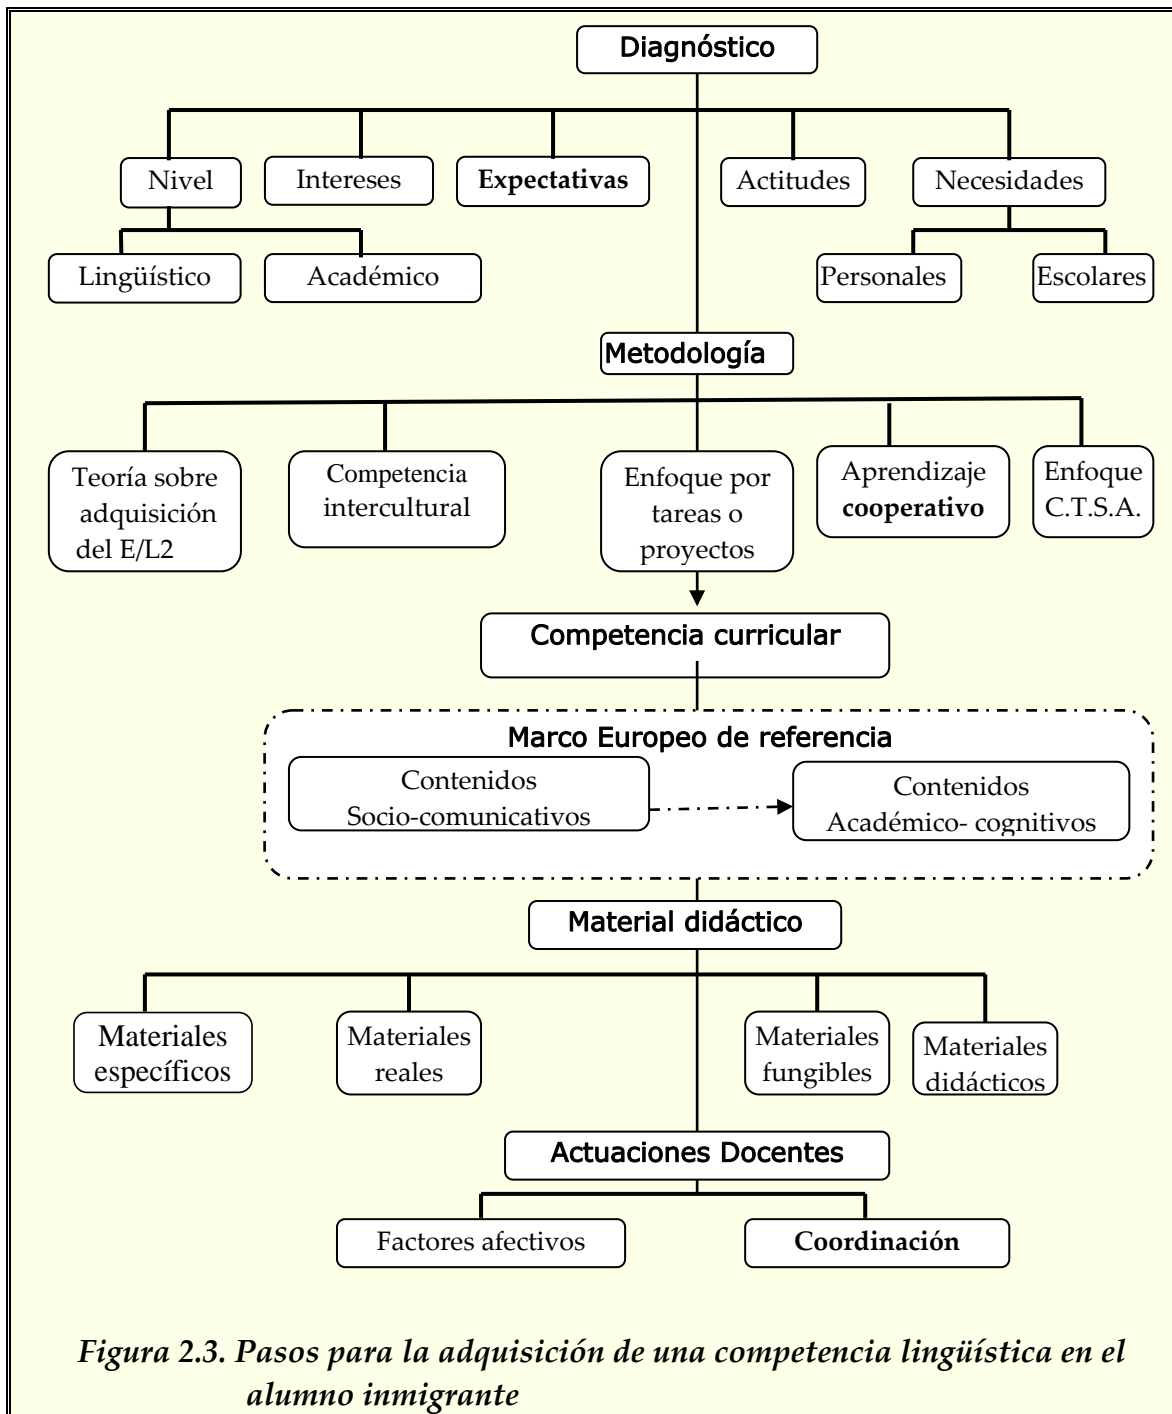 Diagnóstico
Nivel
Intereses
Expectativas
Actitudes
Necesidades
Lingüístico
Académico
Personales
Escolares
Metodología
Teoría sobre
adquisición
del E/L2
Competencia
intercultural
Enfoque por
tareas o
proyectos
Aprendizaje
cooperativo
Enfoque
C.T.S.A.
Competencia curricular
Marco Europeo de referencia
Contenidos
Socio-comunicativos
Contenidos
Académico- cognitivos
Material didáctico
Materiales
específicos
Materiales
reales
Materiales
fungibles
Materiales
didácticos
Actuaciones Docentes
Factores afectivos
Coordinación
Figura 2.3. Pasos para la adquisición de una competencia lingüística en el
alumno inmigrante